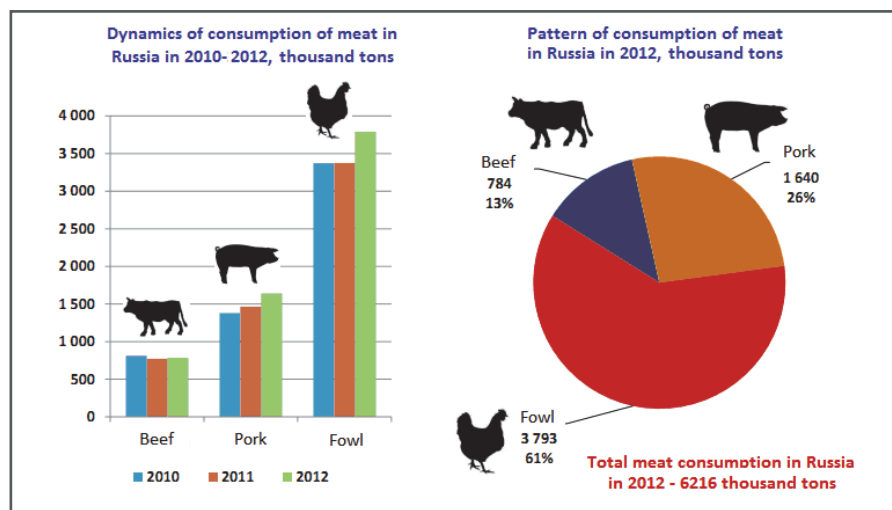 Dynamics of consumption of meat in
Russia in 2010- 2012, thousand tons
4 000
3 500
3 000
2 500
2 000
1 500
1 000
500
0
Beef
Pork
Fowl
2010
2011
2012
Pattern of consumption of meat
in Russia in 2012, thousand tons
Beef
784
13%
Pork
1 640
26%
Fowl
3 793
61%
Total meat consumption in Russia
in 2012 - 6216 thousand tons